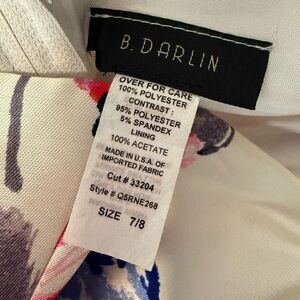 B. DARLIN
OVER FOR CARE
100% POLYESTER
CONTRAST :
95% POLYESTER
5% SPANDEX
LINING
100% ACETATE
MADE IN U.S.A. OF
IMPORTED FABRIC
Cut # 33204
Style # Q5RNE268
SIZE 7/8